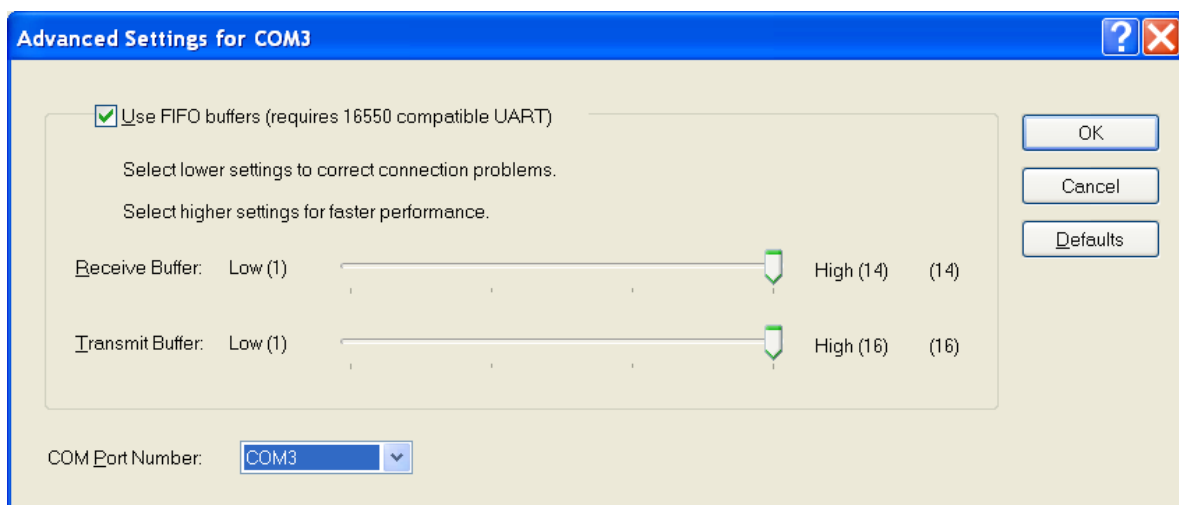 Advanced Settings for COM3
?
Use FIFO buffers (requires 16550 compatible UART)
OK
Select lower settings to correct connection problems.
Cancel
Select higher settings for faster performance.
Defaults
Receive Buffer: Low (1) High (14) (14)
Transmit Buffer: Low (1) High (16) (16)
COM Port Number: COM3